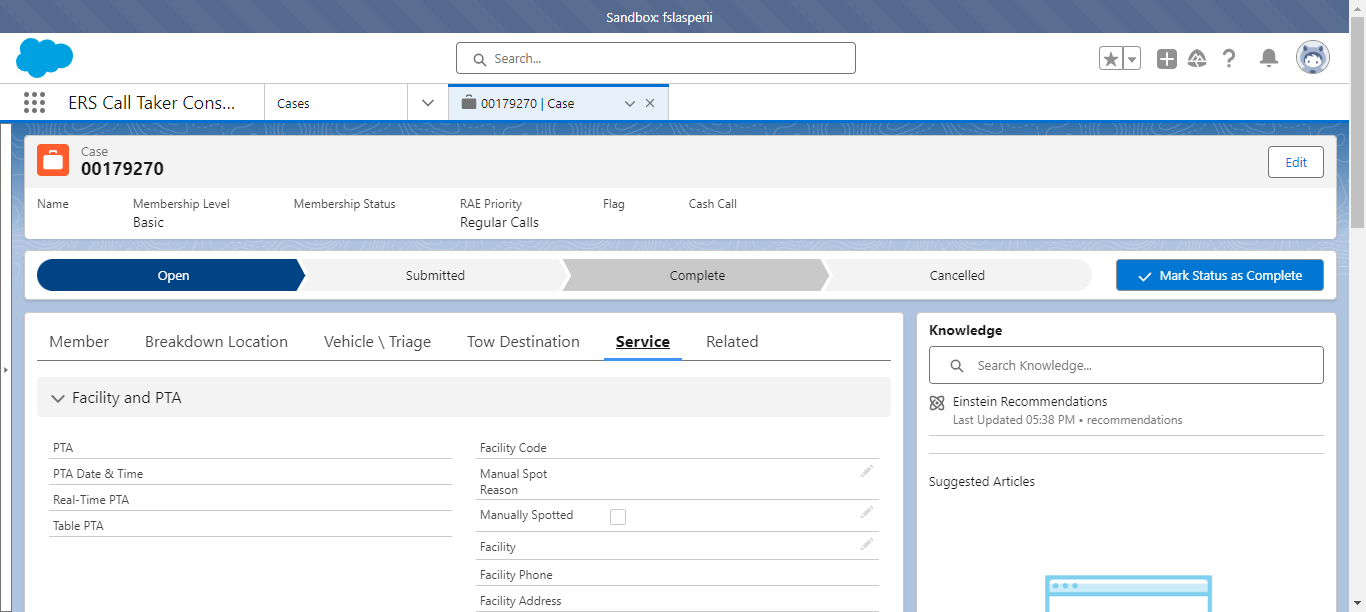 Sandbox: fslasperii
Search...
ERS Call Taker Cons...
Cases
00179270 | Case
Case
00179270
Edit
Name
Membership Level
Membership Status
RAE Priority
Flag
Cash Call
Basic
Regular Calls
Open
Submitted
Complete
Cancelled
Mark Status as Complete
Member
Breakdown Location
Vehicle \ Triage
Tow Destination
Service
Related
Facility and PTA
PTA
PTA Date & Time
Real-Time PTA
Table PTA
Facility Code
Manual Spot
Reason
Manually Spotted
Facility
Facility Phone
Facility Address
Knowledge
Search Knowledge...
Einstein Recommendations
Last Updated 05:38 PM • recommendations
Suggested Articles